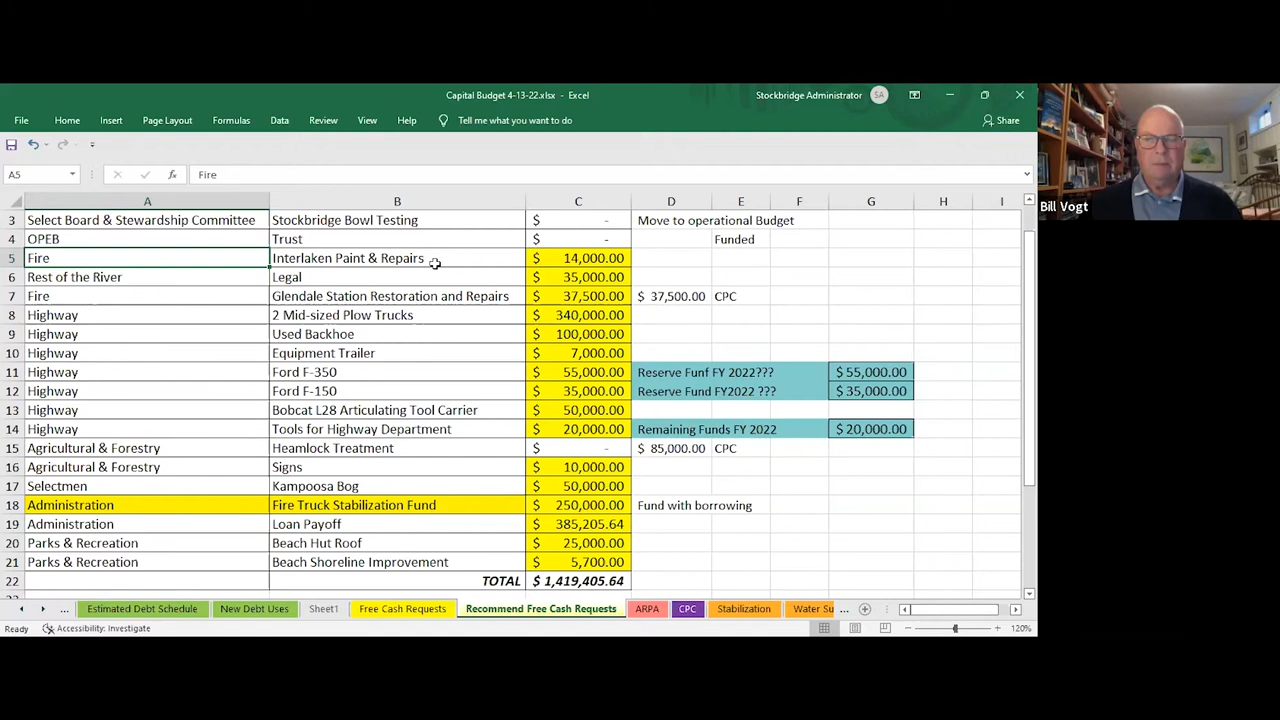 Capital Budget 4-13-22.xlsx - Excel
Stockbridge Administrator SA
File Home Insert Page Layout Formulas Data Review View Help Tell me what you want to do Share
A5 fx Fire
A B C D E F G H I
3 Select Board & Stewardship Committee Stockbridge Bowl Testing $ - Move to operational Budget
4 OPEB Trust $ - Funded
5 Fire Interlaken Paint & Repairs $ 14,000.00
6 Rest of the River Legal $ 35,000.00
7 Fire Glendale Station Restoration and Repairs $ 37,500.00 $ 37,500.00 CPC
8 Highway 2 Mid-sized Plow Trucks $ 340,000.00
9 Highway Used Backhoe $ 100,000.00
10 Highway Equipment Trailer $ 7,000.00
11 Highway Ford F-350 $ 55,000.00 Reserve Funf FY 2022??? $ 55,000.00
12 Highway Ford F-150 $ 35,000.00 Reserve Fund FY2022 ??? $ 35,000.00
13 Highway Bobcat L28 Articulating Tool Carrier $ 50,000.00
14 Highway Tools for Highway Department $ 20,000.00 Remaining Funds FY 2022 $ 20,000.00
15 Agricultural & Forestry Heamlock Treatment $ - $ 85,000.00 CPC
16 Agricultural & Forestry Signs $ 10,000.00
17 Selectmen Kampoosa Bog $ 50,000.00
18 Administration Fire Truck Stabilization Fund $ 250,000.00 Fund with borrowing
19 Administration Loan Payoff $ 385,205.64
20 Parks & Recreation Beach Hut Roof $ 25,000.00
21 Parks & Recreation Beach Shoreline Improvement $ 5,700.00
22 TOTAL $ 1,419,405.64
... Estimated Debt Schedule New Debt Uses Sheet1 Free Cash Requests Recommend Free Cash Requests ARPA CPC Stabilization Water Su ...
Ready Accessibility: Investigate 120%
Bill Vogt